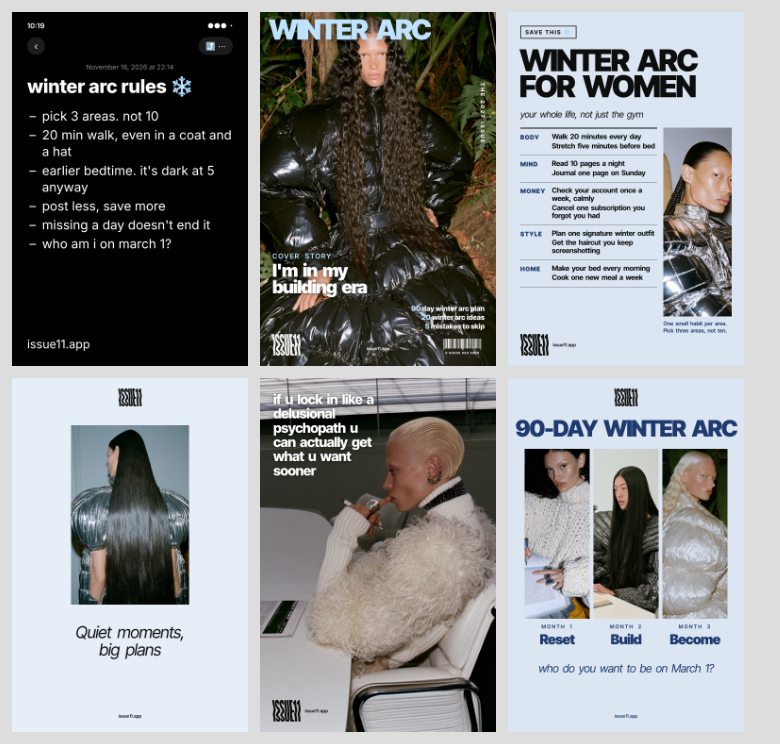 10:19
November 18, 2026 at 22:14
winter arc rules ❄️
– pick 3 areas. not 10
– 20 min walk, even in a coat and
a hat
– earlier bedtime. it's dark at 5
anyway
– post less, save more
– missing a day doesn't end it
– who am i on march 1?
issue11.app
WINTER ARC
THE 2027 ISSUE
COVER STORY
I'm in my
building era
90 day winter arc plan
20 winter arc ideas
5 mistakes to skip
ISSUE11
issue11.app
SAVE THIS ❄️
WINTER ARC
FOR WOMEN
your whole life, not just the gym
BODY
Walk 20 minutes every day
Stretch five minutes before bed
MIND
Read 10 pages a night
Journal one page on Sunday
MONEY
Check your account once a
week, calmly
Cancel one subscription you
forgot you had
STYLE
Plan one signature winter outfit
Get the haircut you keep
screenshotting
HOME
Make your bed every morning
Cook one new meal a week
One small habit per area.
Pick three areas, not ten.
ISSUE11
issue11.app
ISSUE11
Quiet moments,
big plans
issue11.app
if u lock in like a
delusional
psychopath u
can actually get
what u want
sooner
ISSUE11
issue11.app
ISSUE11
90-DAY WINTER ARC
MONTH 1
Reset
MONTH 2
Build
MONTH 3
Become
who do you want to be on March 1?
issue11.app